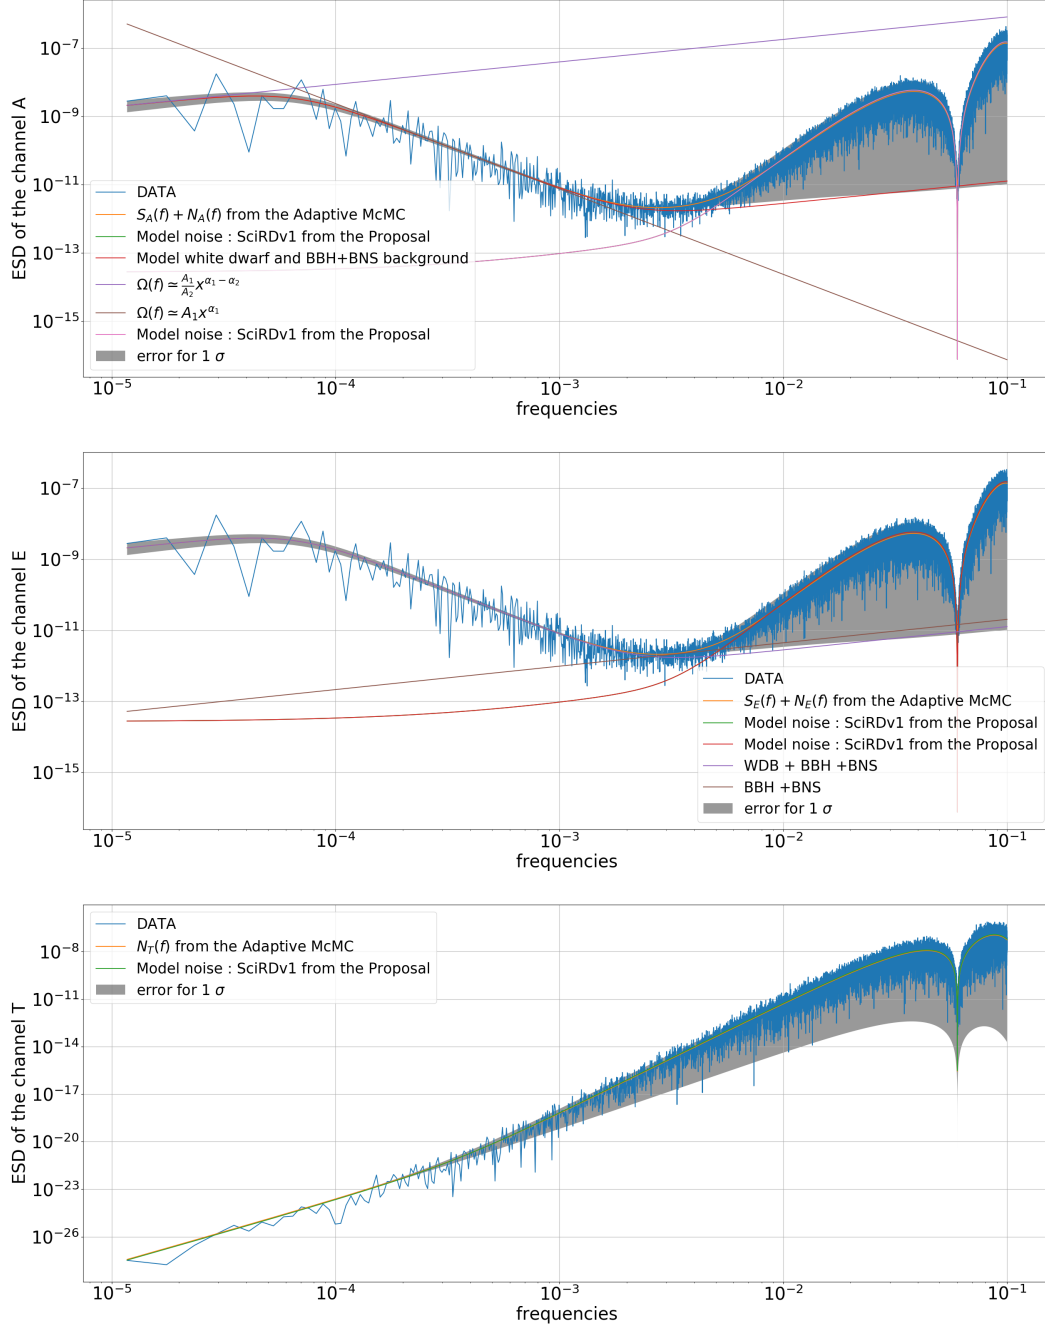 ESD of the channel A
10⁻⁷
10⁻⁹
10⁻¹¹
10⁻¹³
10⁻¹⁵
DATA
S_A(f) + N_A(f) from the Adaptive McMC
Model noise : SciRDv1 from the Proposal
Model white dwarf and BBH+BNS background
Ω(f) ≃ A₁/A₂ x^(α₁−α₂)
Ω(f) ≃ A₁x^(α₁)
Model noise : SciRDv1 from the Proposal
error for 1 σ
10⁻⁵ 10⁻⁴ 10⁻³ 10⁻² 10⁻¹
frequencies
ESD of the channel E
10⁻⁷
10⁻⁹
10⁻¹¹
10⁻¹³
10⁻¹⁵
DATA
S_E(f) + N_E(f) from the Adaptive McMC
Model noise : SciRDv1 from the Proposal
Model noise : SciRDv1 from the Proposal
WDB + BBH +BNS
BBH +BNS
error for 1 σ
10⁻⁵ 10⁻⁴ 10⁻³ 10⁻² 10⁻¹
frequencies
ESD of the channel T
10⁻⁸
10⁻¹¹
10⁻¹⁴
10⁻¹⁷
10⁻²⁰
10⁻²³
10⁻²⁶
DATA
N_T(f) from the Adaptive McMC
Model noise : SciRDv1 from the Proposal
error for 1 σ
10⁻⁵ 10⁻⁴ 10⁻³ 10⁻² 10⁻¹
frequencies